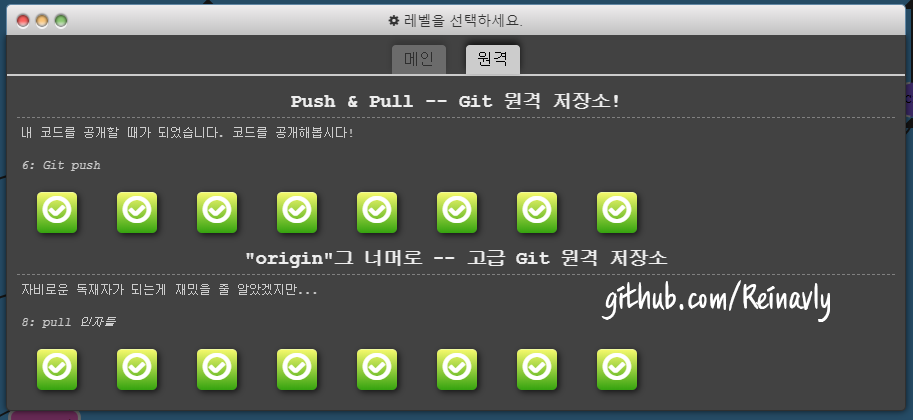 레벨을 선택하세요.
메인
원격
Push & Pull -- Git 원격 저장소!
내 코드를 공개할 때가 되었습니다. 코드를 공개해봅시다!
6: Git push
"origin"그 너머로 -- 고급 Git 원격 저장소
자비로운 독재자가 되는게 재밌을 줄 알았겠지만...
github.com/Reinavly
8: pull 인자들